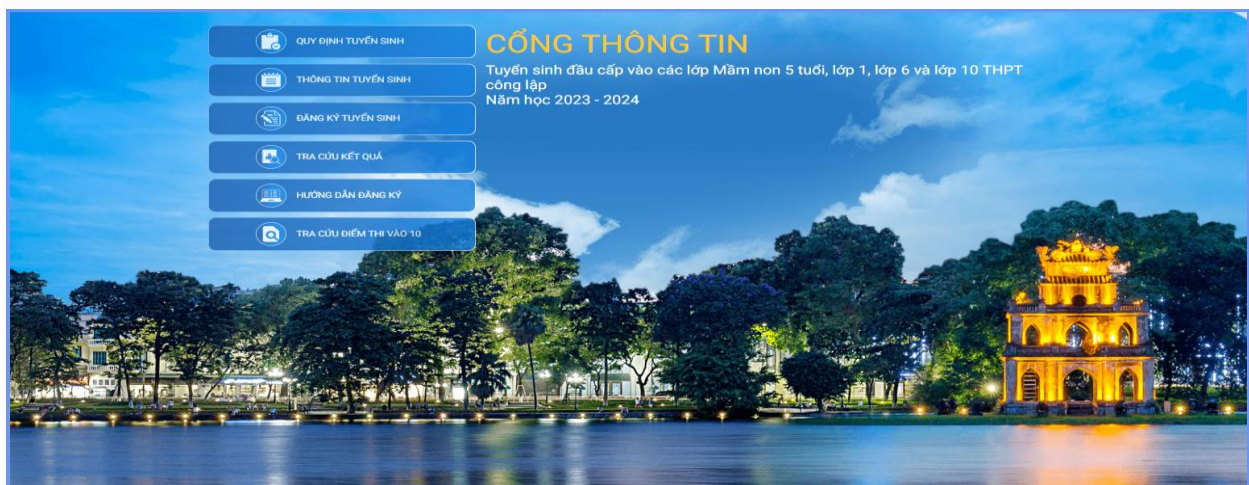 QUY ĐỊNH TUYỂN SINH
THÔNG TIN TUYỂN SINH
ĐĂNG KÝ TUYỂN SINH
TRA CỨU KẾT QUẢ
HƯỚNG DẪN ĐĂNG KÝ
TRA CỨU ĐIỂM THI VÀO 10
CỔNG THÔNG TIN
Tuyển sinh đầu cấp vào các lớp Mầm non 5 tuổi, lớp 1, lớp 6 và lớp 10 THPT
công lập
Năm học 2023 - 2024